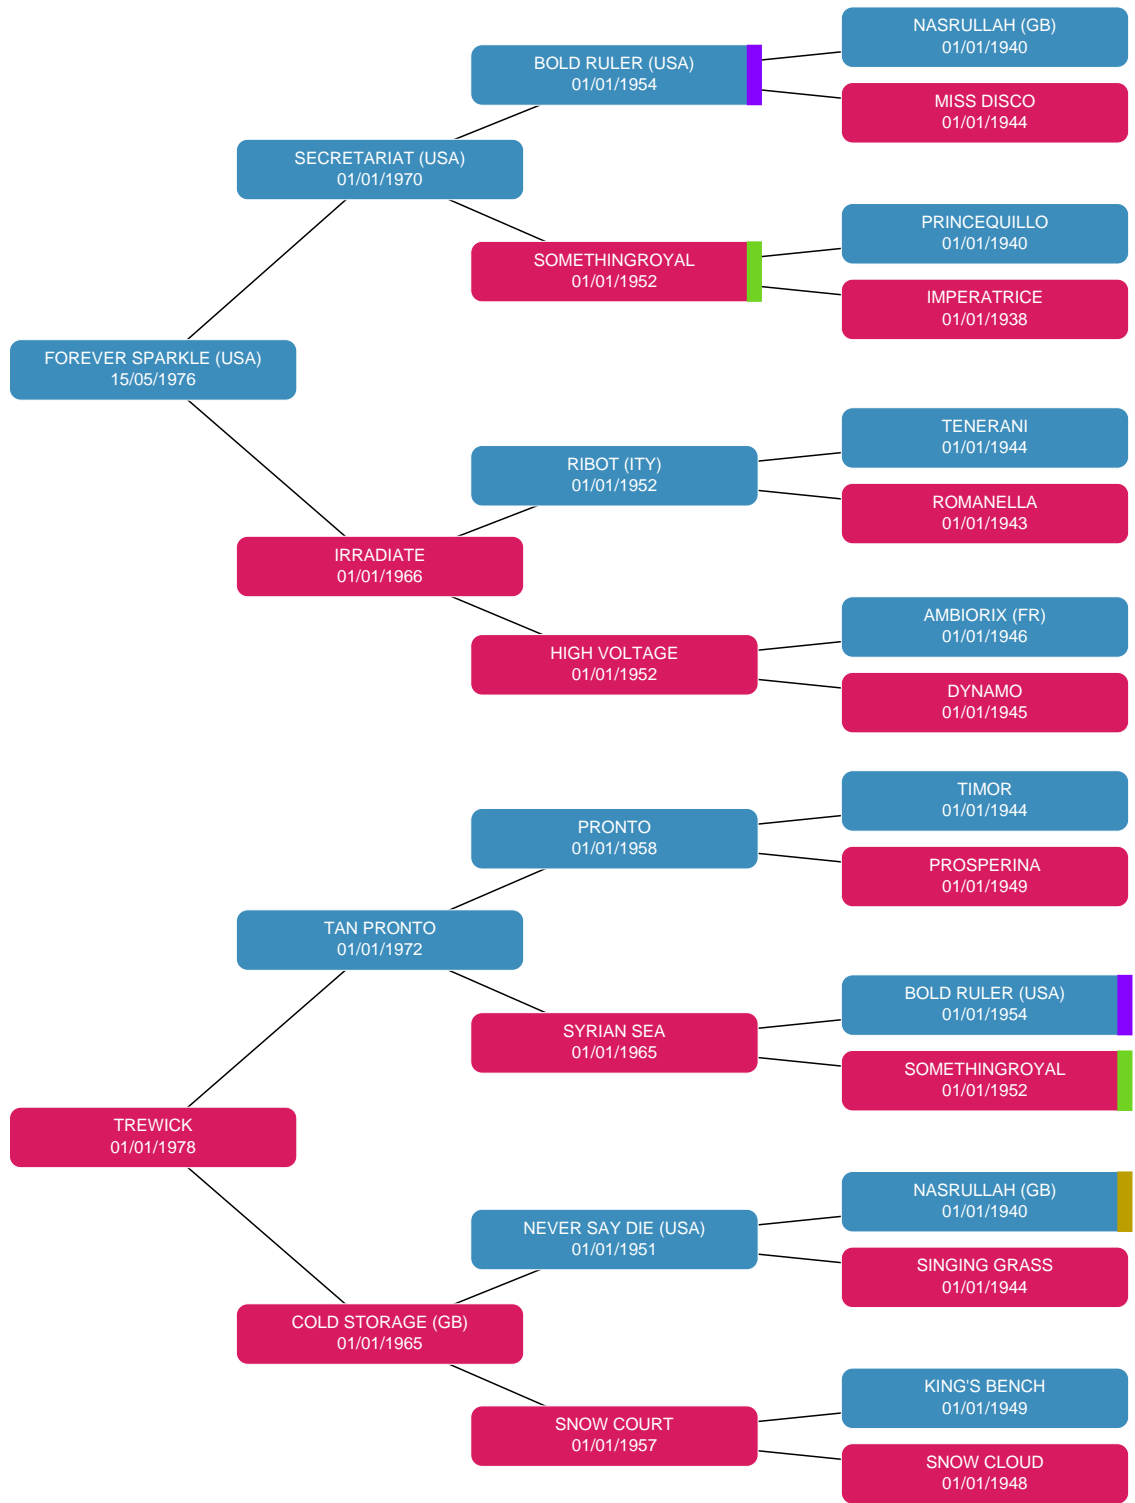 NASRULLAH (GB)
01/01/1940
BOLD RULER (USA)
01/01/1954
MISS DISCO
01/01/1944
SECRETARIAT (USA)
01/01/1970
PRINCEQUILLO
01/01/1940
SOMETHINGROYAL
01/01/1952
IMPERATRICE
01/01/1938
FOREVER SPARKLE (USA)
15/05/1976
TENERANI
01/01/1944
RIBOT (ITY)
01/01/1952
ROMANELLA
01/01/1943
IRRADIATE
01/01/1966
AMBIORIX (FR)
01/01/1946
HIGH VOLTAGE
01/01/1952
DYNAMO
01/01/1945
TIMOR
01/01/1944
PRONTO
01/01/1958
PROSPERINA
01/01/1949
TAN PRONTO
01/01/1972
BOLD RULER (USA)
01/01/1954
SYRIAN SEA
01/01/1965
SOMETHINGROYAL
01/01/1952
TREWICK
01/01/1978
NASRULLAH (GB)
01/01/1940
NEVER SAY DIE (USA)
01/01/1951
SINGING GRASS
01/01/1944
COLD STORAGE (GB)
01/01/1965
KING'S BENCH
01/01/1949
SNOW COURT
01/01/1957
SNOW CLOUD
01/01/1948